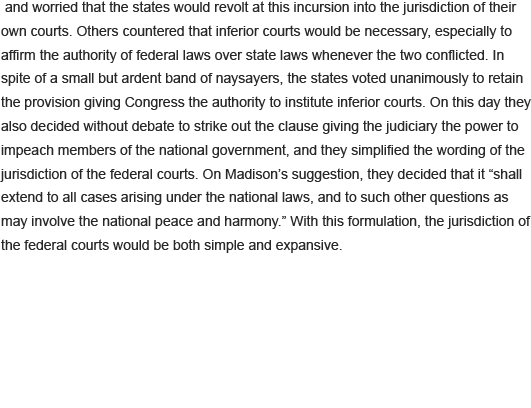 and worried that the states would revolt at this incursion into the jurisdiction of their
own courts. Others countered that inferior courts would be necessary, especially to
affirm the authority of federal laws over state laws whenever the two conflicted. In
spite of a small but ardent band of naysayers, the states voted unanimously to retain
the provision giving Congress the authority to institute inferior courts. On this day they
also decided without debate to strike out the clause giving the judiciary the power to
impeach members of the national government, and they simplified the wording of the
jurisdiction of the federal courts. On Madison’s suggestion, they decided that it “shall
extend to all cases arising under the national laws, and to such other questions as
may involve the national peace and harmony.” With this formulation, the jurisdiction of
the federal courts would be both simple and expansive.